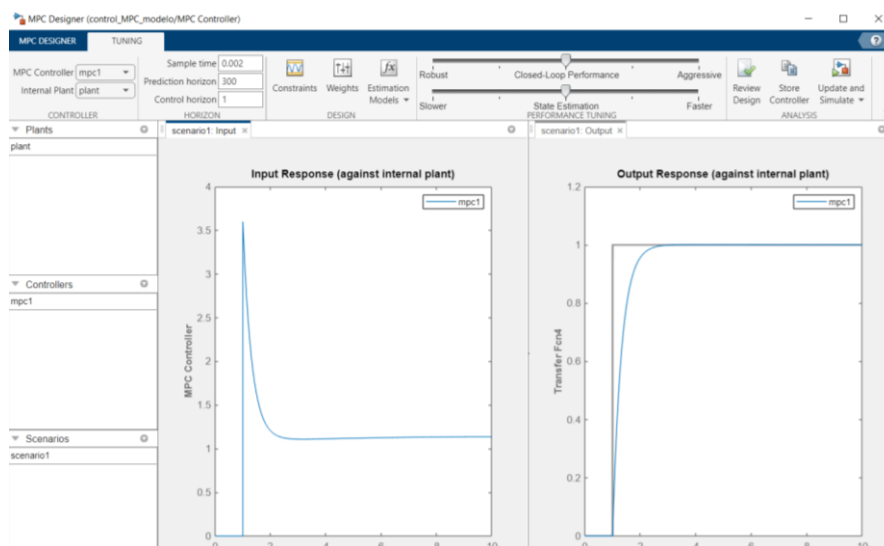 MPC Designer (control_MPC_modelo/MPC Controller)
MPC DESIGNER TUNING
MPC Controller mpc1
Internal Plant plant
CONTROLLER
Sample time 0.002
Prediction horizon 300
Control horizon 1
HORIZON
Constraints Weights Estimation Models
DESIGN
Robust Closed-Loop Performance Aggressive
Slower State Estimation Faster
PERFORMANCE TUNING
Review Design Store Controller Update and Simulate
ANALYSIS
Plants
plant
Controllers
mpc1
Scenarios
scenario1
scenario1: Input
Input Response (against internal plant)
mpc1
MPC Controller
4
3.5
3
2.5
2
1.5
1
0.5
0
0 2 4 6 8 10
scenario1: Output
Output Response (against internal plant)
mpc1
Transfer Fcn4
1.2
1
0.8
0.6
0.4
0.2
0
0 2 4 6 8 10